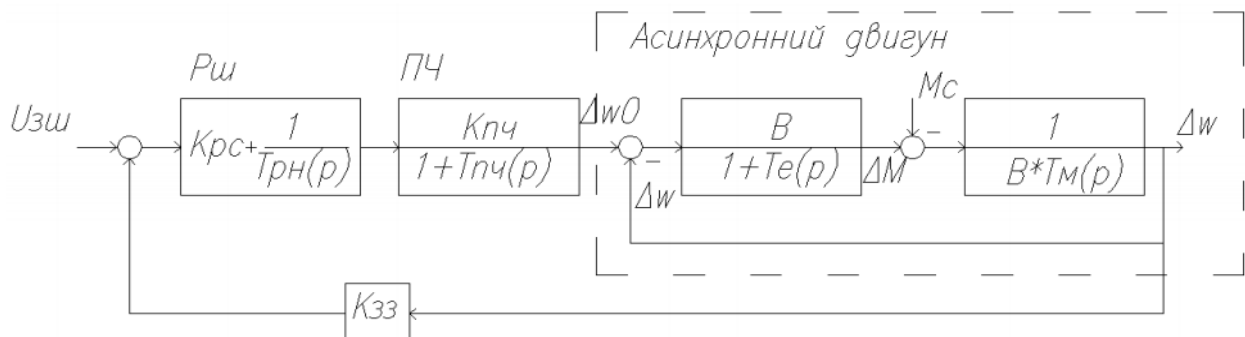 Асинхронний двигун
Рш
ПЧ
Mc
Uзш
Kрс+
1
Tрн(p)
Kпч
1+Tпч(p)
Δw0
-
B
1+Te(p)
ΔM
-
1
B*Tм(p)
Δw
Δw
Kзз